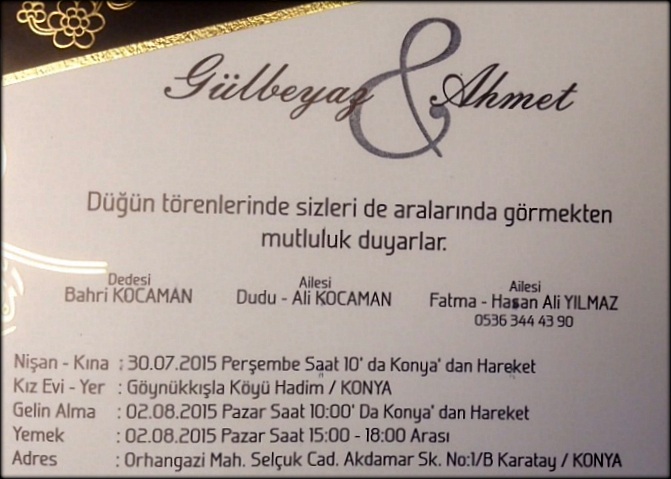 Gülbeyaz & Ahmet
Düğün törenlerinde sizleri de aralarında görmekten
mutluluk duyarlar.
Dedesi
Bahri KOCAMAN
Ailesi
Dudu - Ali KOCAMAN
Ailesi
Fatma - Hasan Ali YILMAZ
0536 344 43 90
Nişan - Kına : 30.07.2015 Perşembe Saat 10' da Konya' dan Hareket
Kız Evi - Yer : Göynükkışla Köyü Hadim / KONYA
Gelin Alma : 02.08.2015 Pazar Saat 10:00' Da Konya' dan Hareket
Yemek : 02.08.2015 Pazar Saat 15:00 - 18:00 Arası
Adres : Orhangazi Mah. Selçuk Cad. Akdamar Sk. No:1/B Karatay / KONYA